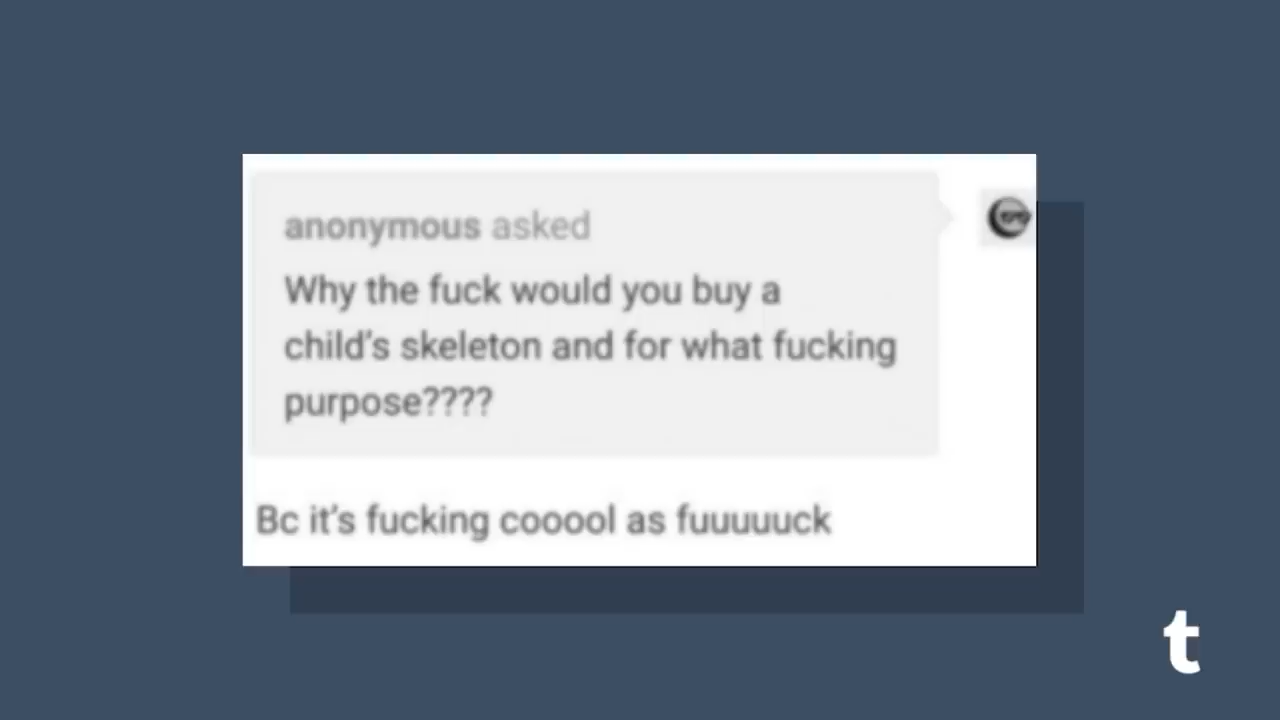 anonymous asked
Why the fuck would you buy a
child's skeleton and for what fucking
purpose????
Bc it's fucking cooool as fuuuuuck
t